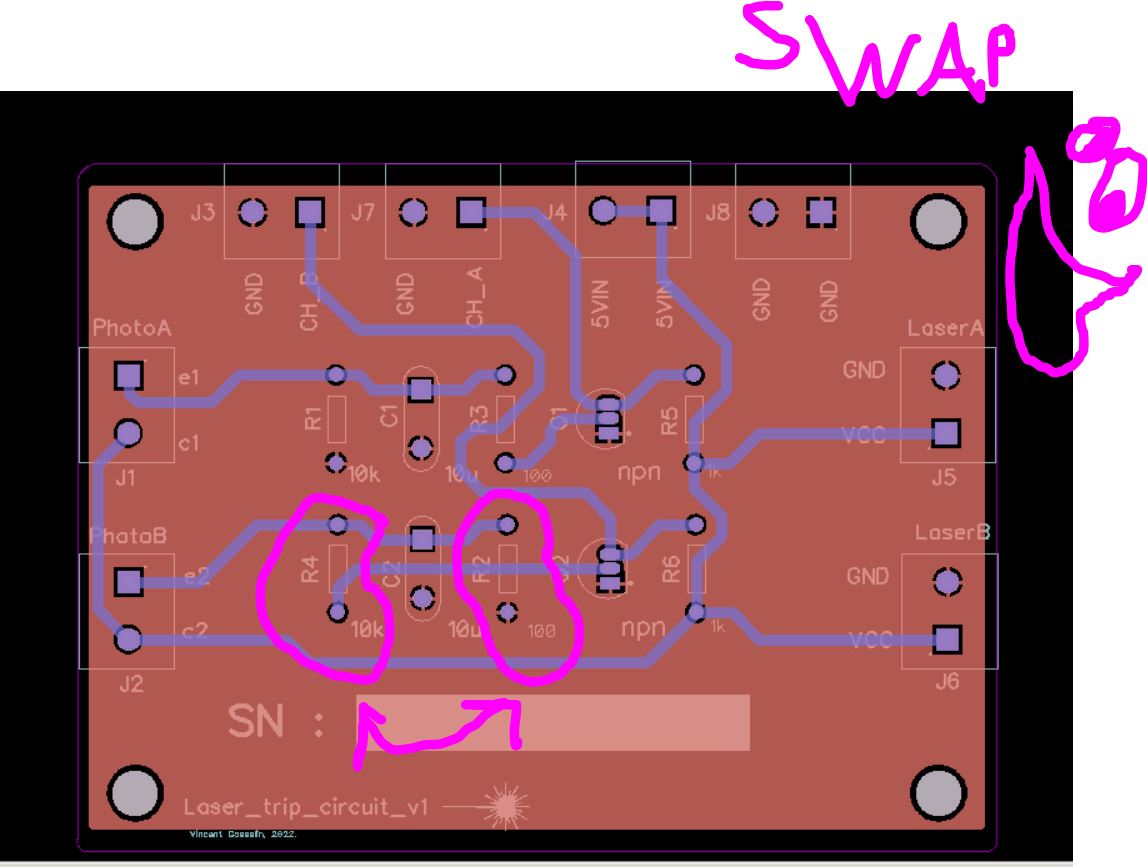 SWAP
J3
J7
J4
J8
GND
CH_B
GND
CH_A
5VIN
5VIN
GND
GND
PhotoA
LaserA
e1
GND
R1
C1
R3
Q1
R5
c1
VCC
J1
10k
10u
100
npn
1k
J5
PhotoB
LaserB
e2
R4
C2
R2
Q2
R6
GND
c2
10k
10u
100
npn
1k
VCC
J2
J6
SN :
Laser_trip_circuit_v1
Vincent Gosselin, 2022.